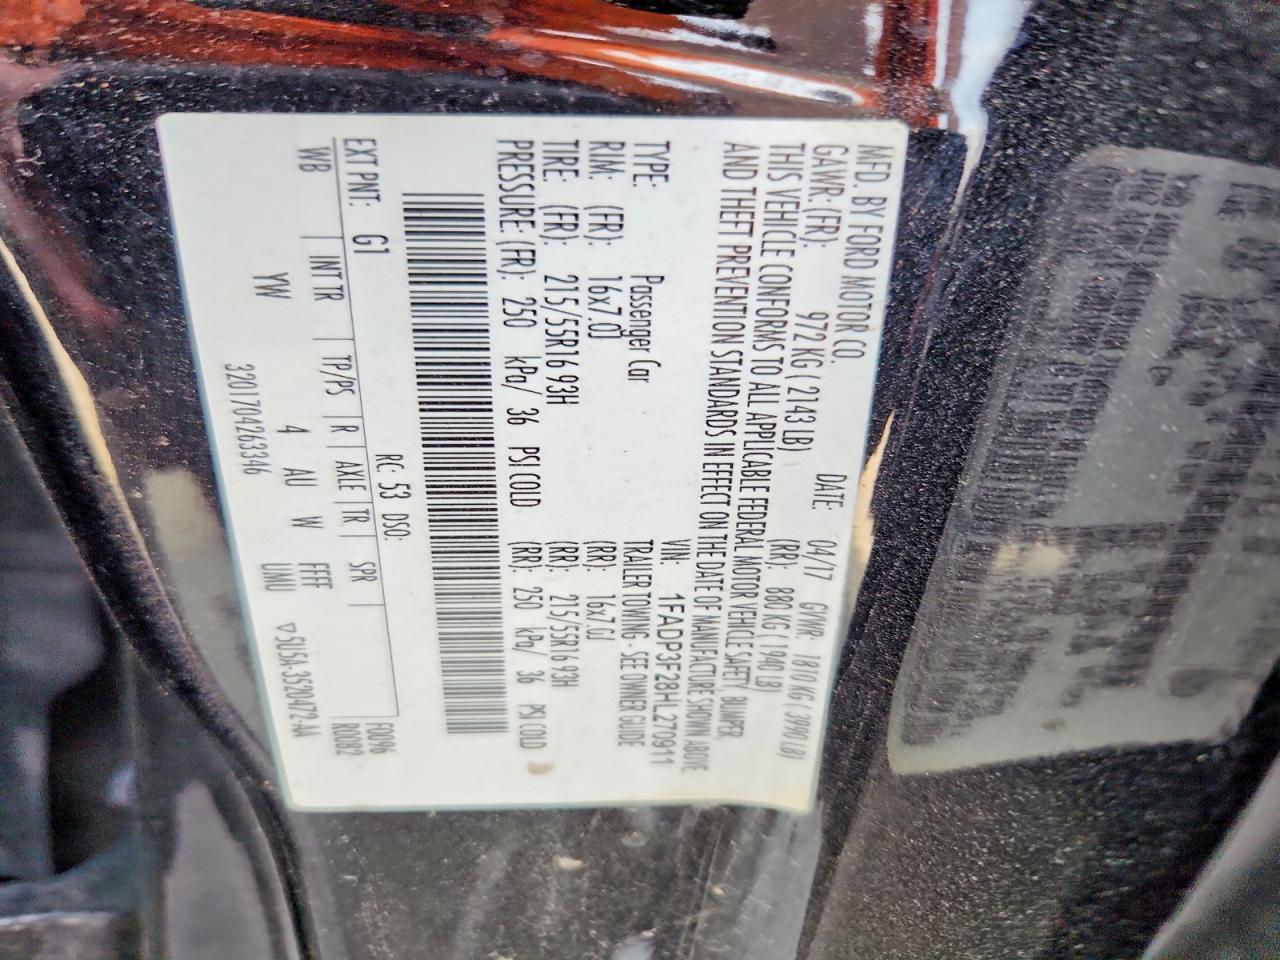 MFD. BY FORD MOTOR CO.
DATE: 04/17 GVWR: 1810 KG ( 3990 LB)
GAWR: (FR): 972 KG ( 2143 LB) (RR): 880 KG ( 1940 LB)
THIS VEHICLE CONFORMS TO ALL APPLICABLE FEDERAL MOTOR VEHICLE SAFETY, BUMPER
AND THEFT PREVENTION STANDARDS IN EFFECT ON THE DATE OF MANUFACTURE SHOWN ABOVE
VIN: 1FADP3E28HL270911
TYPE: Passenger Car TRAILER TOWING - SEE OWNER GUIDE
RIM: (FR): 16x7.0J (RR): 16x7.0J
TIRE: (FR): 215/55R16 93H (RR): 215/55R16 93H
PRESSURE: (FR): 250 kPa/ 36 PSI COLD (RR): 250 kPa/ 36 PSI COLD
EXT PNT: G1 RC 53 DSO: F0096
WB INT TR TP/PS R AXLE TR SPR R0082
YW 4 AU W FFFF
UNU
3201704263346 ▽ 5U5A-3520472-AA